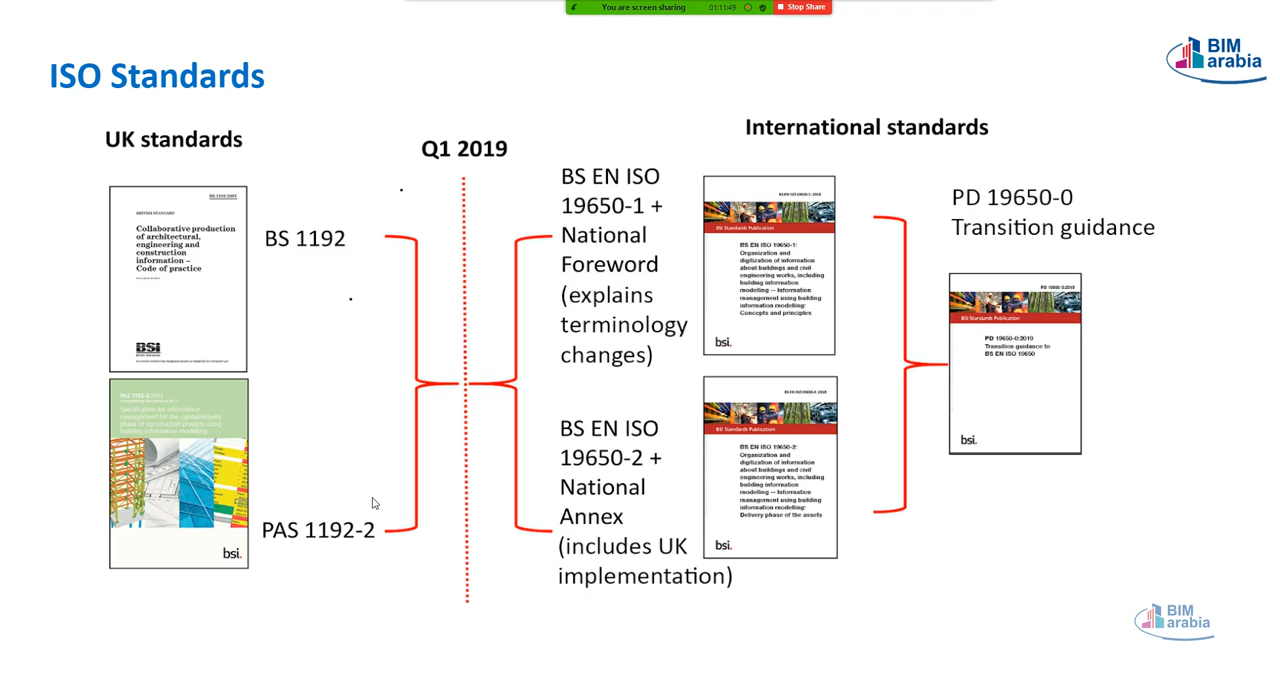 You are screen sharing
01:11:49
Stop Share
BIM
arabia
ISO Standards
UK standards
Q1 2019
International standards
BS 1192:2007
BRITISH STANDARD
Collaborative production
of architectural,
engineering and
construction
information –
Code of practice
BSi
BS 1192
PAS 1192-2:2013
Specification for information
management for the capital/delivery
phase of construction projects using
building information modelling
bsi.
PAS 1192-2
BS EN ISO
19650-1 +
National
Foreword
(explains
terminology
changes)
BS EN ISO 19650-1: 2018
BSI Standards Publication
BS EN ISO 19650-1:
Organization and
digitization of information
about buildings and civil
engineering works, including
building information
modelling -- Information
management using building
information modelling:
Concepts and principles
bsi.
BS EN ISO
19650-2 +
National
Annex
(includes UK
implementation)
BS EN ISO 19650-2: 2018
BSI Standards Publication
BS EN ISO 19650-2:
Organization and
digitization of information
about buildings and civil
engineering works, including
building information
modelling -- Information
management using building
information modelling:
Delivery phase of the assets
bsi.
PD 19650-0
Transition guidance
PD 19650-0:2019
BSI Standards Publication
PD 19650-0:2019
Transition guidance to
BS EN ISO 19650
bsi.
BIM
arabia